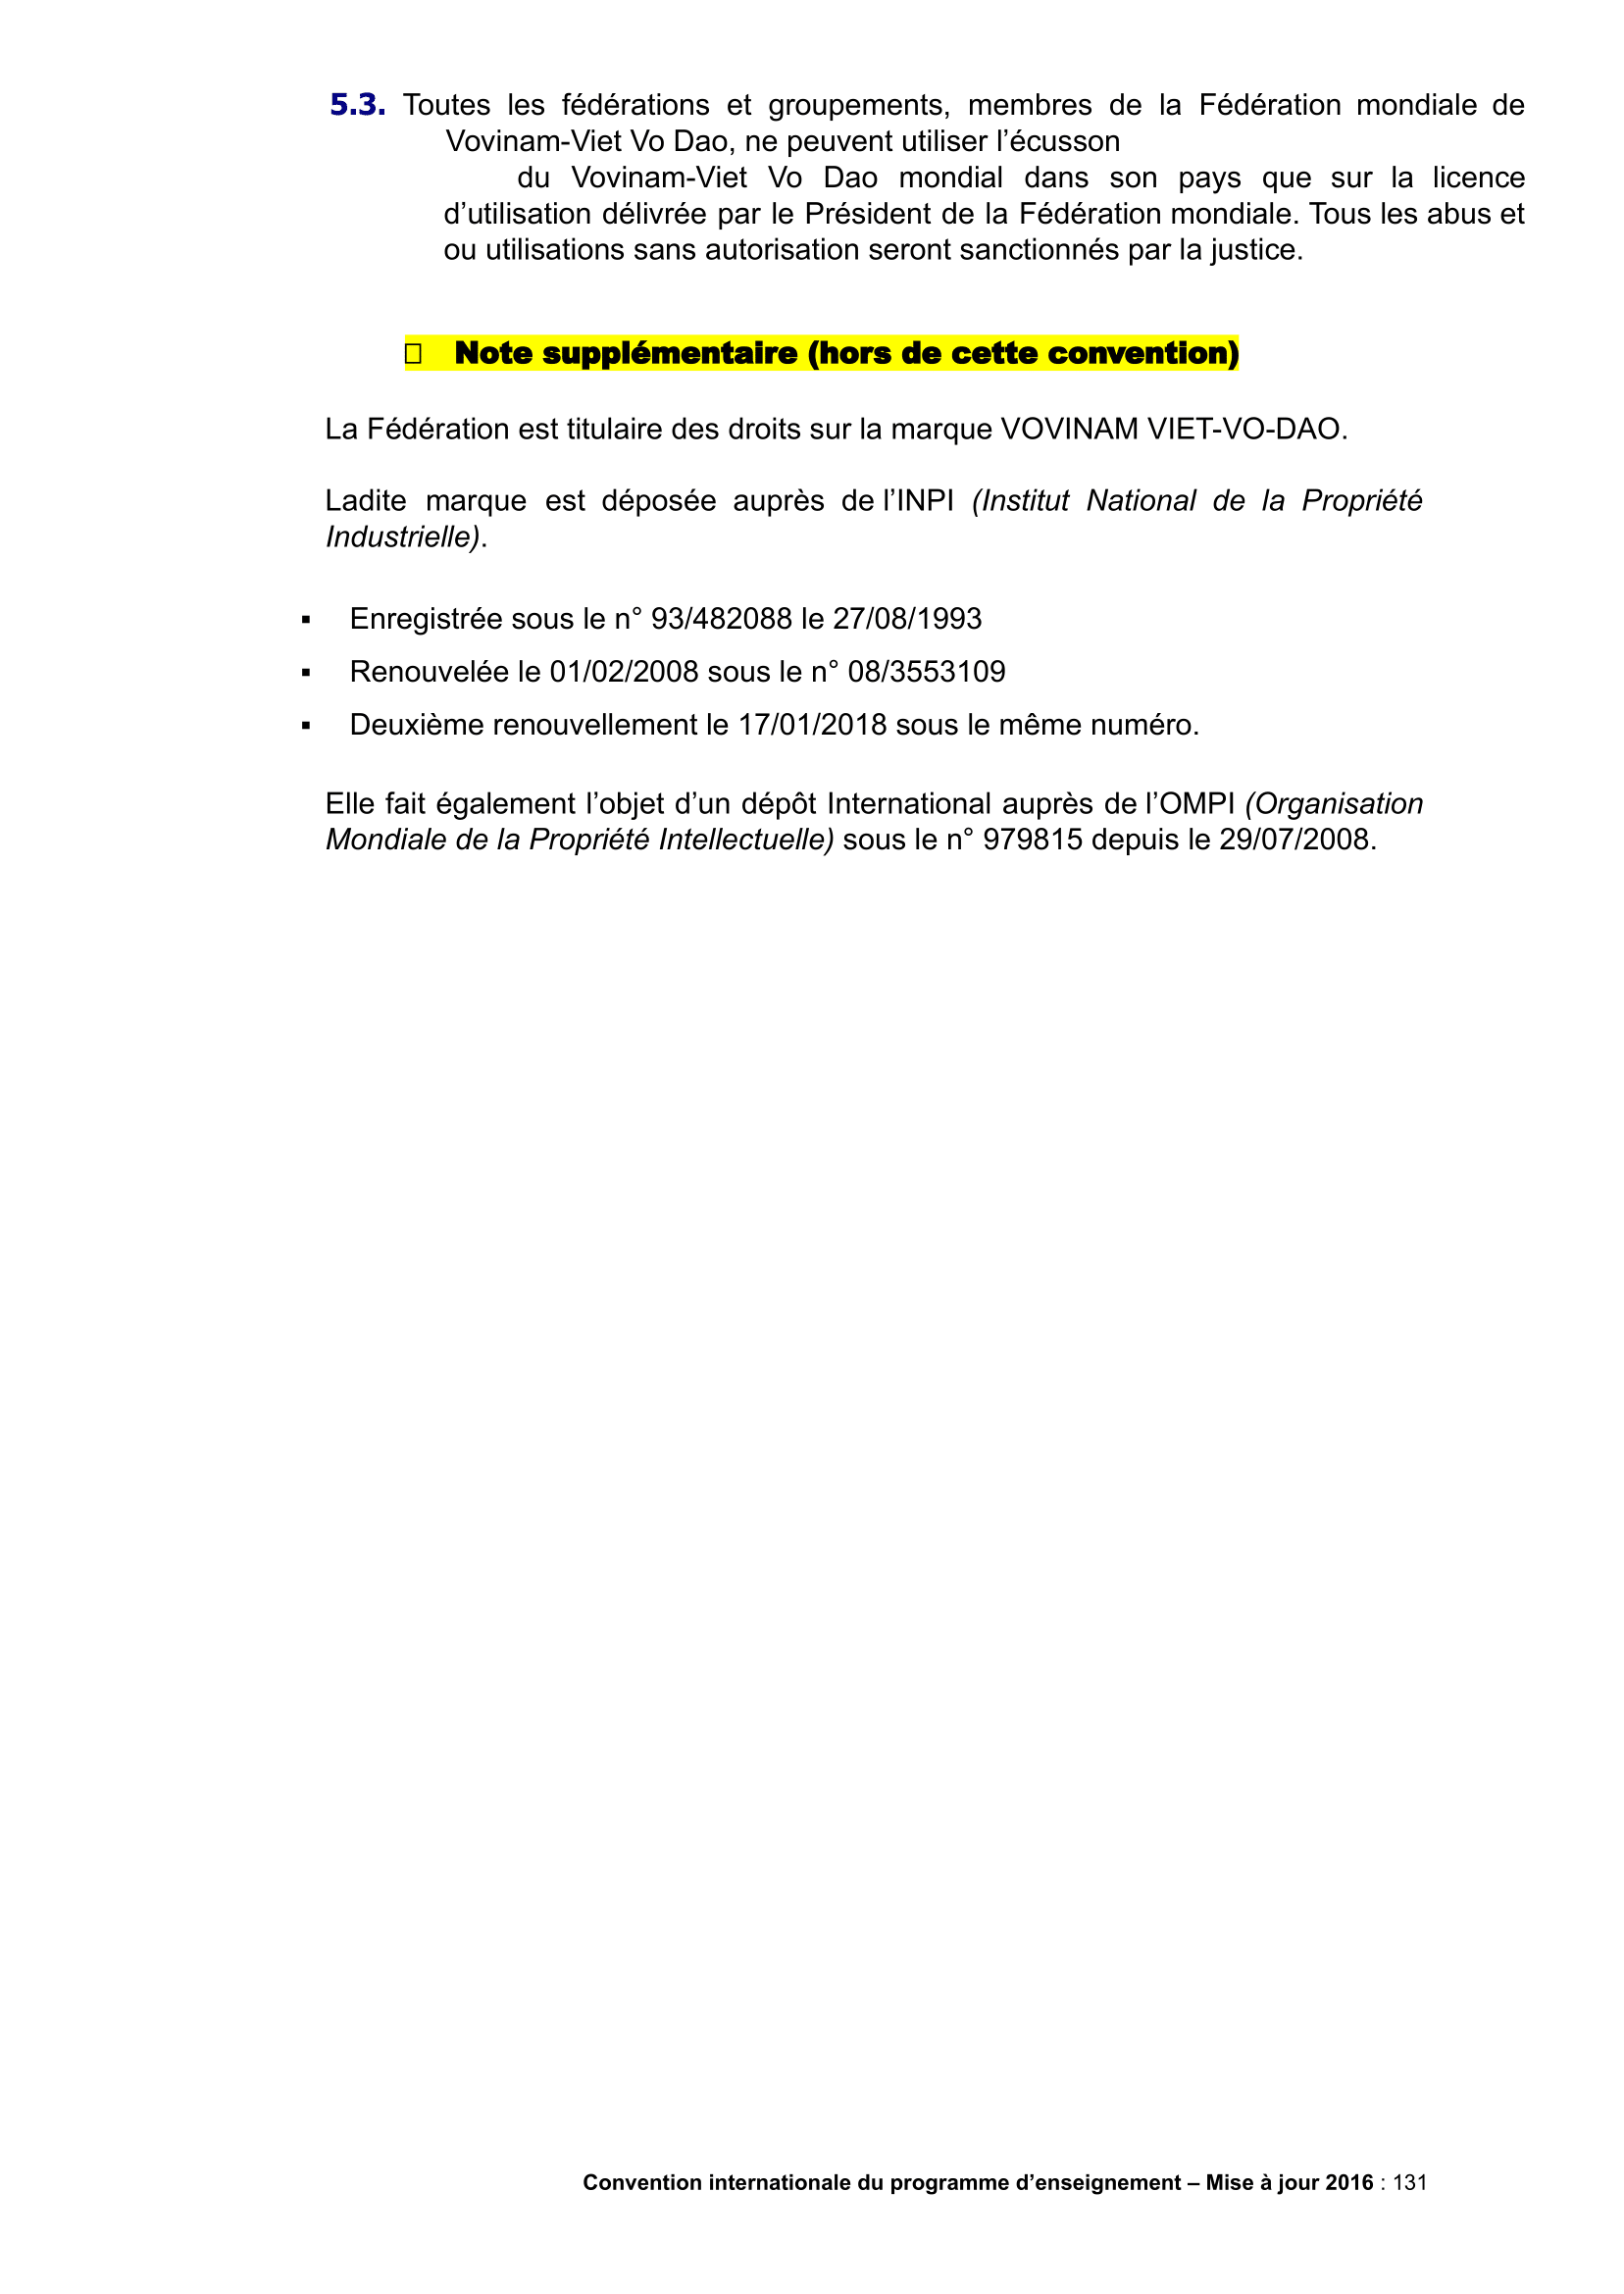 5.3. Toutes les fédérations et groupements, membres de la Fédération mondiale de
Vovinam-Viet Vo Dao, ne peuvent utiliser l’écusson
du Vovinam-Viet Vo Dao mondial dans son pays que sur la licence
d’utilisation délivrée par le Président de la Fédération mondiale. Tous les abus et
ou utilisations sans autorisation seront sanctionnés par la justice.
Note supplémentaire (hors de cette convention)
La Fédération est titulaire des droits sur la marque VOVINAM VIET-VO-DAO.
Ladite marque est déposée auprès de l’INPI (Institut National de la Propriété
Industrielle).
▪ Enregistrée sous le n° 93/482088 le 27/08/1993
▪ Renouvelée le 01/02/2008 sous le n° 08/3553109
▪ Deuxième renouvellement le 17/01/2018 sous le même numéro.
Elle fait également l’objet d’un dépôt International auprès de l’OMPI (Organisation
Mondiale de la Propriété Intellectuelle) sous le n° 979815 depuis le 29/07/2008.
Convention internationale du programme d’enseignement – Mise à jour 2016 : 131